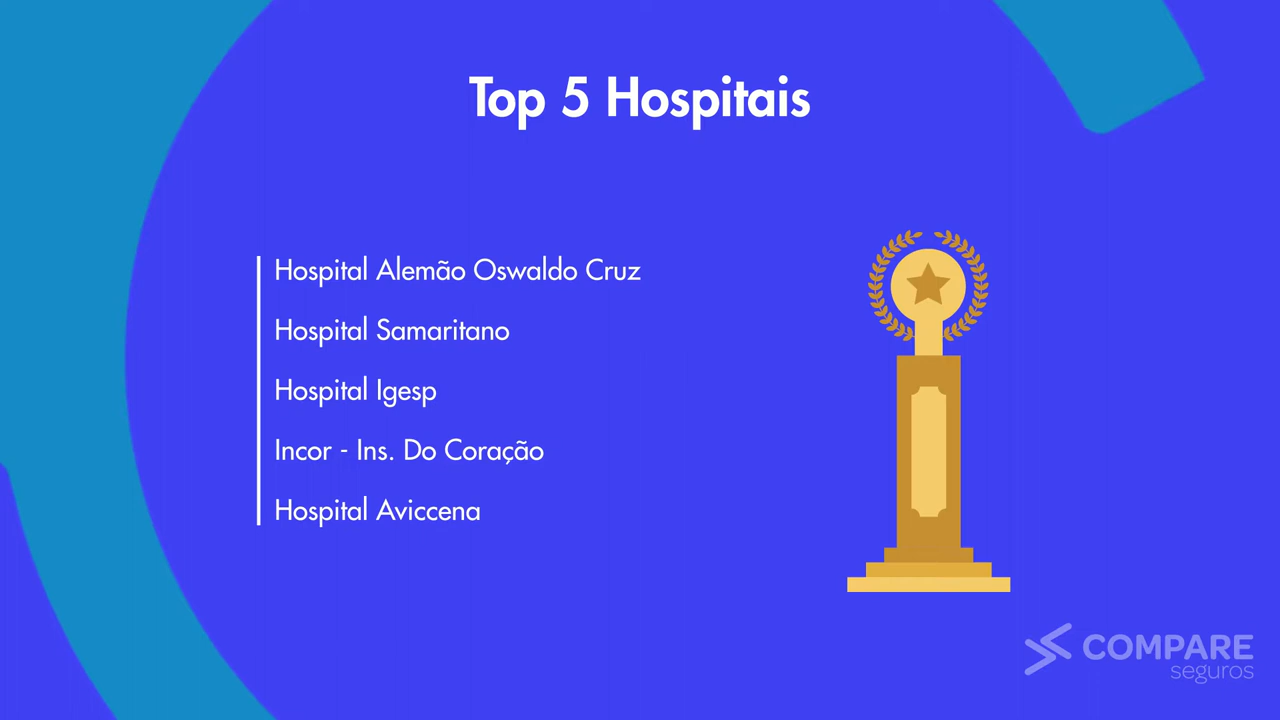 Top 5 Hospitais
Hospital Alemão Oswaldo Cruz
Hospital Samaritano
Hospital Igesp
Incor - Ins. Do Coração
Hospital Aviccena
COMPARE
seguros